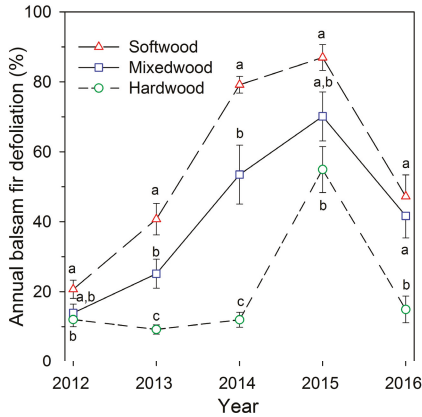 Annual balsam fir defoliation (%)
100
80
60
40
20
0
Softwood
Mixedwood
Hardwood
a
a,b
b
a
b
c
a
b
c
a
a,b
b
a
a
b
2012
2013
2014
2015
2016
Year